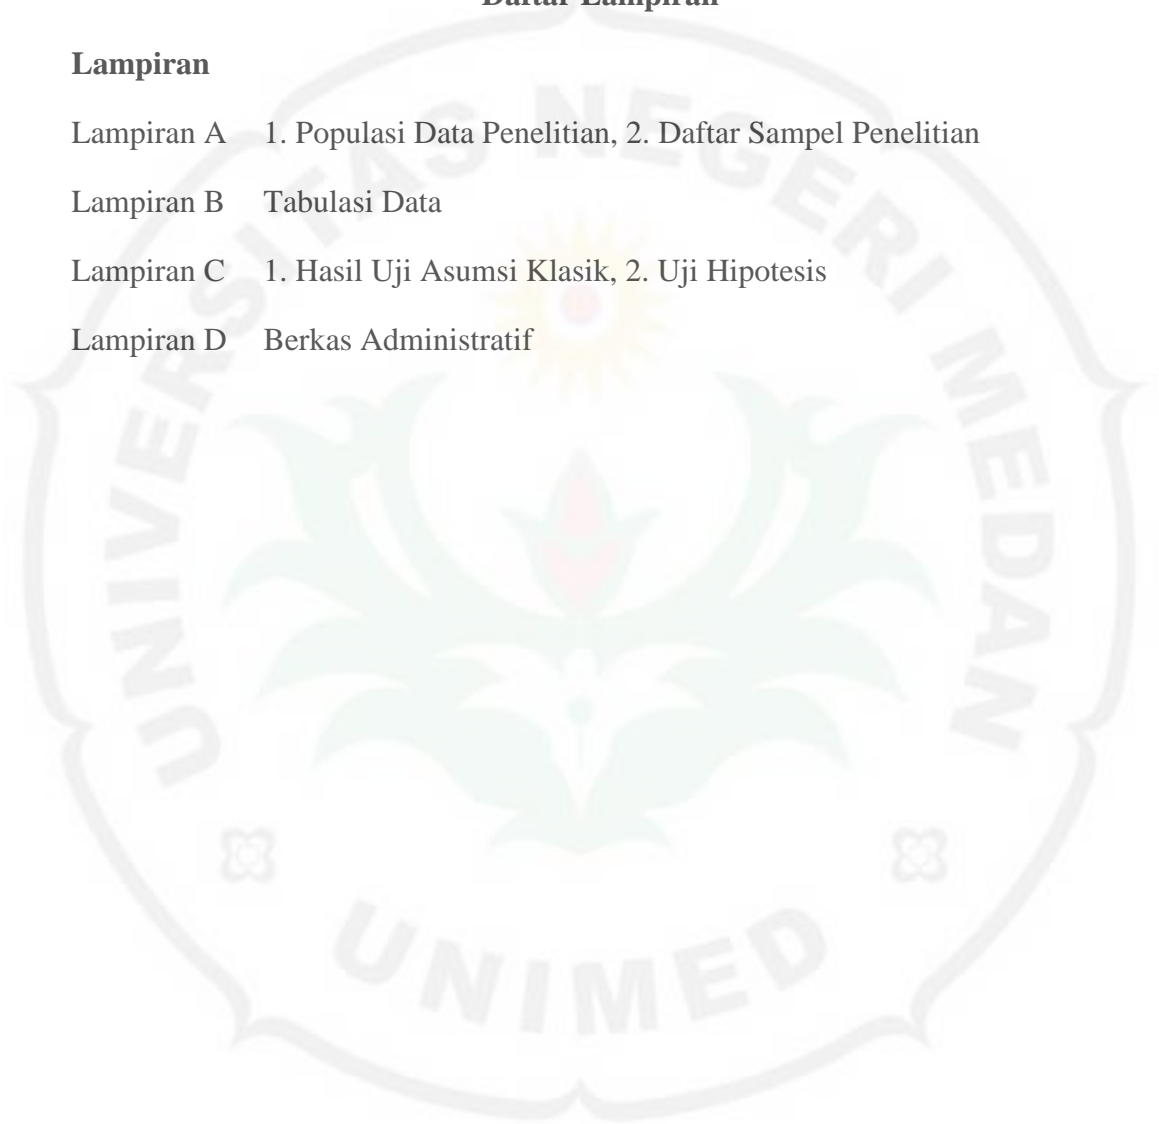 Daftar Lampiran
Lampiran
Lampiran A 1. Populasi Data Penelitian, 2. Daftar Sampel Penelitian
Lampiran B Tabulasi Data
Lampiran C 1. Hasil Uji Asumsi Klasik, 2. Uji Hipotesis
Lampiran D Berkas Administratif
UNIVERSITAS NEGERI MEDAN
UNIMED